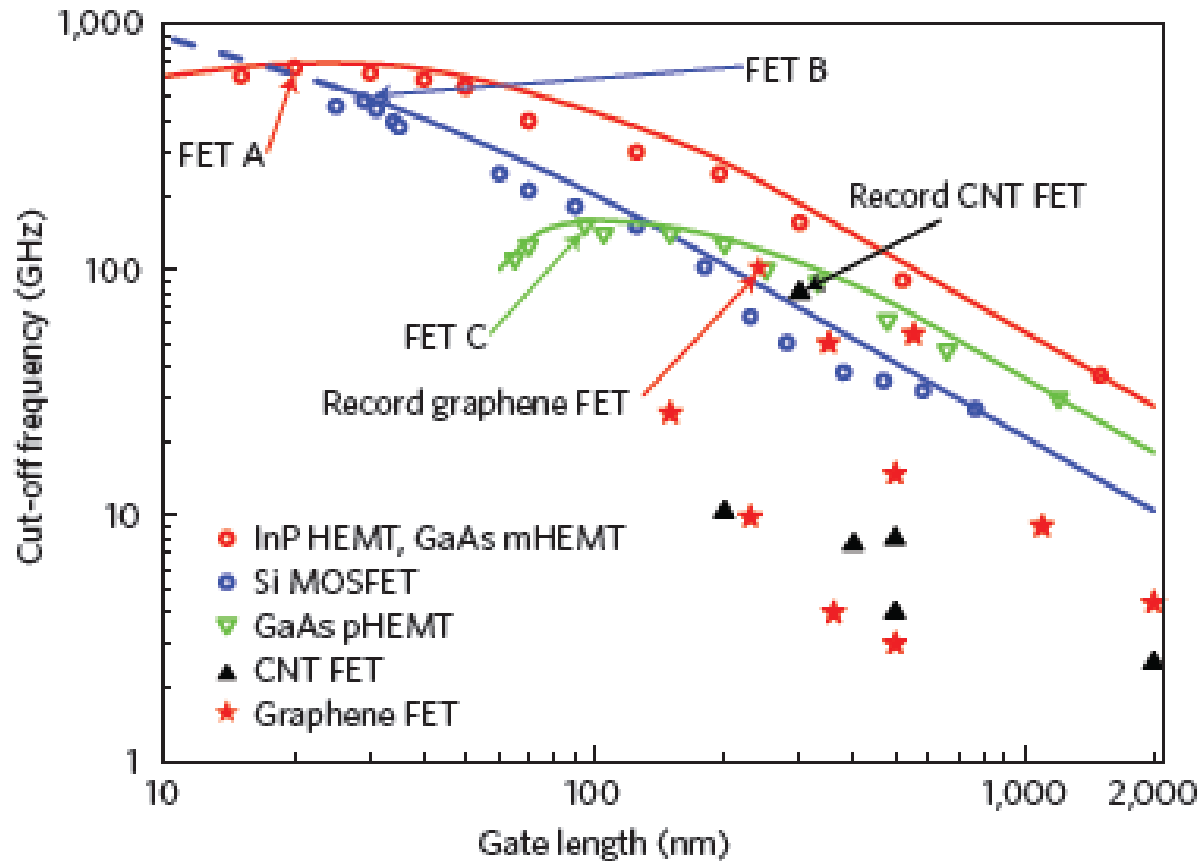 1,000
100
10
1
Cut-off frequency (GHz)
FET B
FET A
Record CNT FET
FET C
Record graphene FET
InP HEMT, GaAs mHEMT
Si MOSFET
GaAs pHEMT
CNT FET
Graphene FET
10
100
1,000
2,000
Gate length (nm)